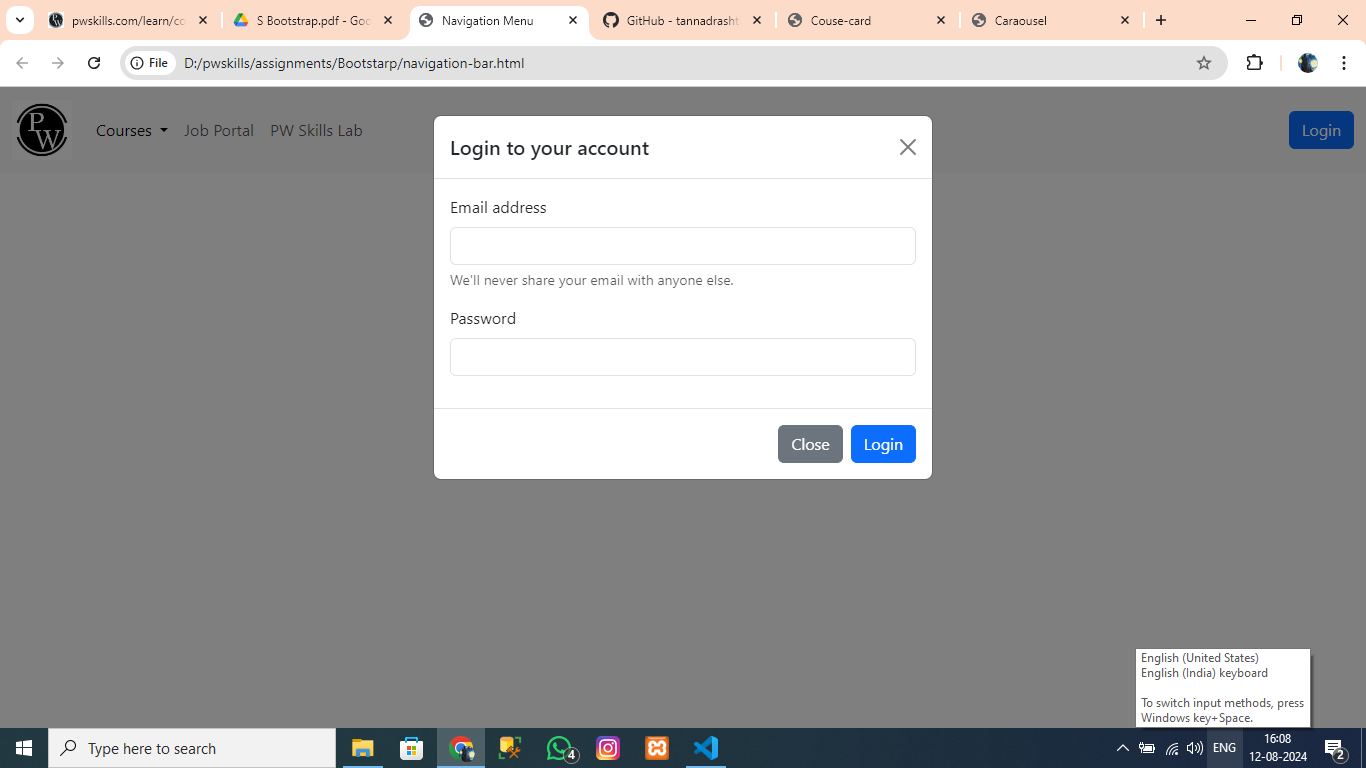 pwskills.com/learn/co
S Bootstrap.pdf - Goo
Navigation Menu
GitHub - tannadrasht
Couse-card
Caraousel
File
D:/pwskills/assignments/Bootstarp/navigation-bar.html
PW
Courses
Job Portal
PW Skills Lab
Login
Login to your account
Email address
We'll never share your email with anyone else.
Password
Close
Login
English (United States)
English (India) keyboard
To switch input methods, press
Windows key+Space.
Type here to search
4
ENG
16:08
12-08-2024
2